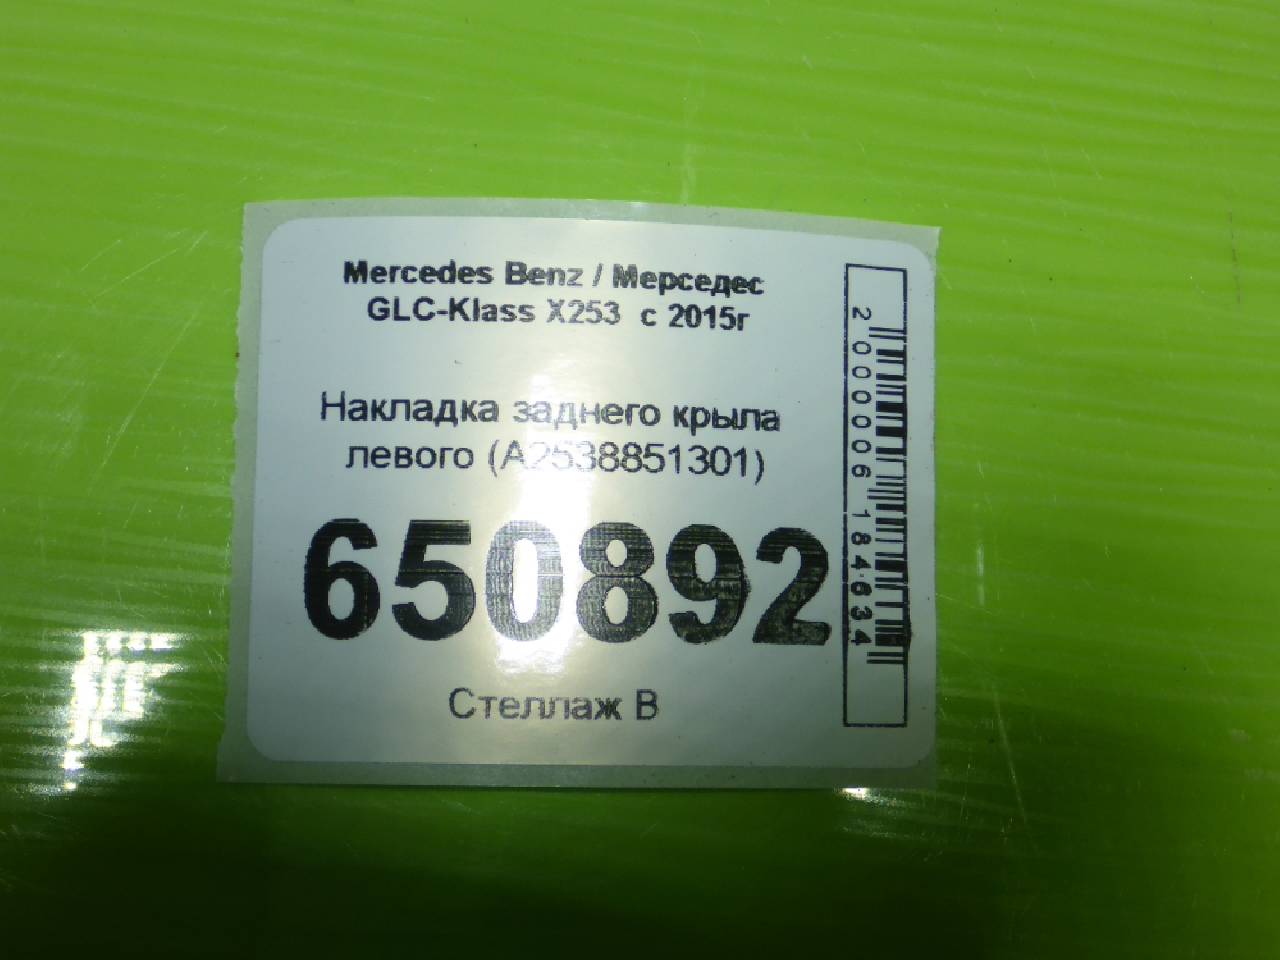 Mercedes Benz / Мерседес
GLC-Klass X253 с 2015г
Накладка заднего крыла
левого (A2538851301)
650892
Стеллаж В
2000006184634